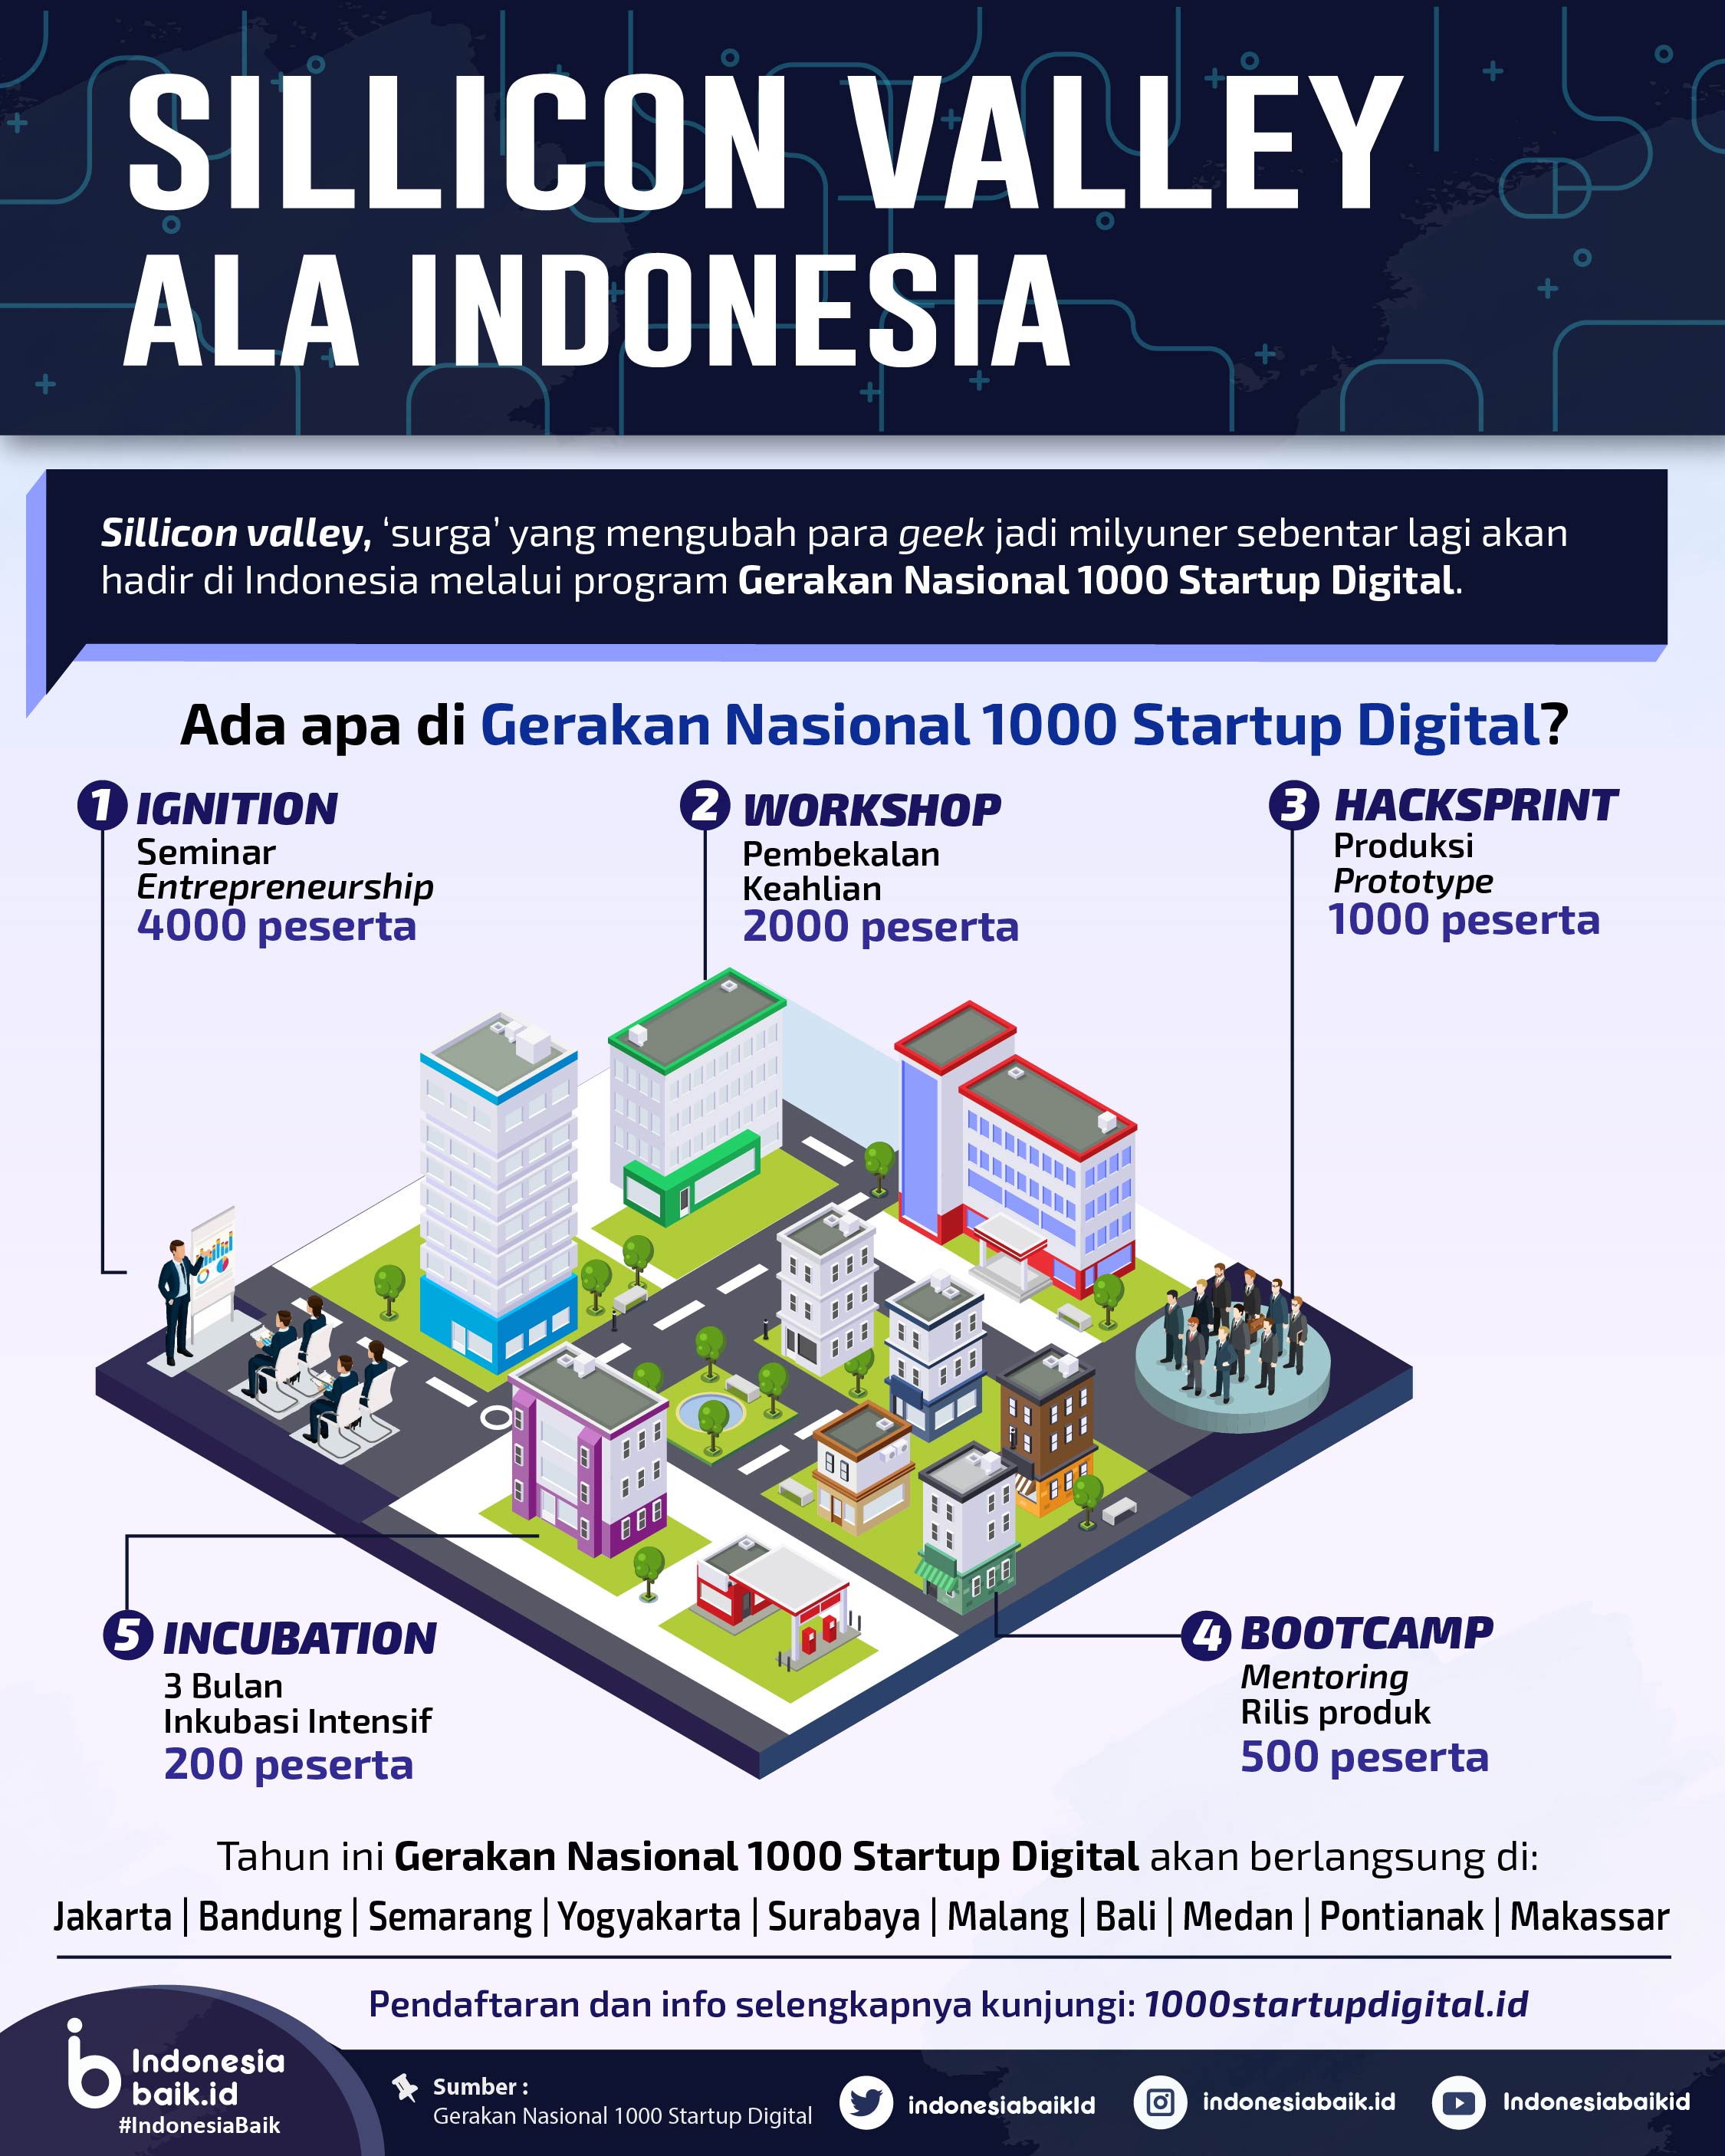 SILLICON VALLEY
ALA INDONESIA
Sillicon valley, ‘surga’ yang mengubah para geek jadi milyuner sebentar lagi akan
hadir di Indonesia melalui program Gerakan Nasional 1000 Startup Digital.
Ada apa di Gerakan Nasional 1000 Startup Digital?
1 IGNITION
Seminar
Entrepreneurship
4000 peserta
2 WORKSHOP
Pembekalan
Keahlian
2000 peserta
3 HACKSPRINT
Produksi
Prototype
1000 peserta
5 INCUBATION
3 Bulan
Inkubasi Intensif
200 peserta
4 BOOTCAMP
Mentoring
Rilis produk
500 peserta
Tahun ini Gerakan Nasional 1000 Startup Digital akan berlangsung di:
Jakarta | Bandung | Semarang | Yogyakarta | Surabaya | Malang | Bali | Medan | Pontianak | Makassar
Pendaftaran dan info selengkapnya kunjungi: 1000startupdigital.id
Indonesia
baik.id
#IndonesiaBaik
Sumber :
Gerakan Nasional 1000 Startup Digital
indonesiabaikId
indonesiabaik.id
Indonesiabaikid